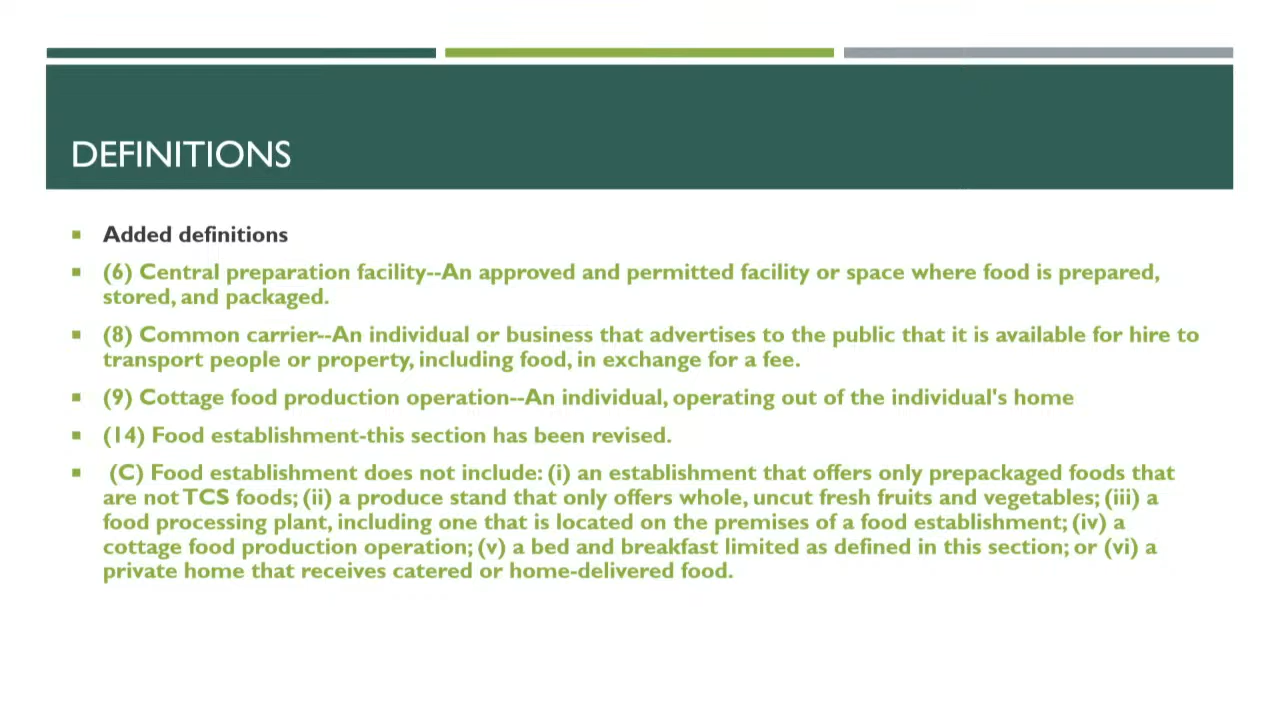 DEFINITIONS
Added definitions
(6) Central preparation facility--An approved and permitted facility or space where food is prepared,
stored, and packaged.
(8) Common carrier--An individual or business that advertises to the public that it is available for hire to
transport people or property, including food, in exchange for a fee.
(9) Cottage food production operation--An individual, operating out of the individual's home
(14) Food establishment-this section has been revised.
(C) Food establishment does not include: (i) an establishment that offers only prepackaged foods that
are not TCS foods; (ii) a produce stand that only offers whole, uncut fresh fruits and vegetables; (iii) a
food processing plant, including one that is located on the premises of a food establishment; (iv) a
cottage food production operation; (v) a bed and breakfast limited as defined in this section; or (vi) a
private home that receives catered or home-delivered food.